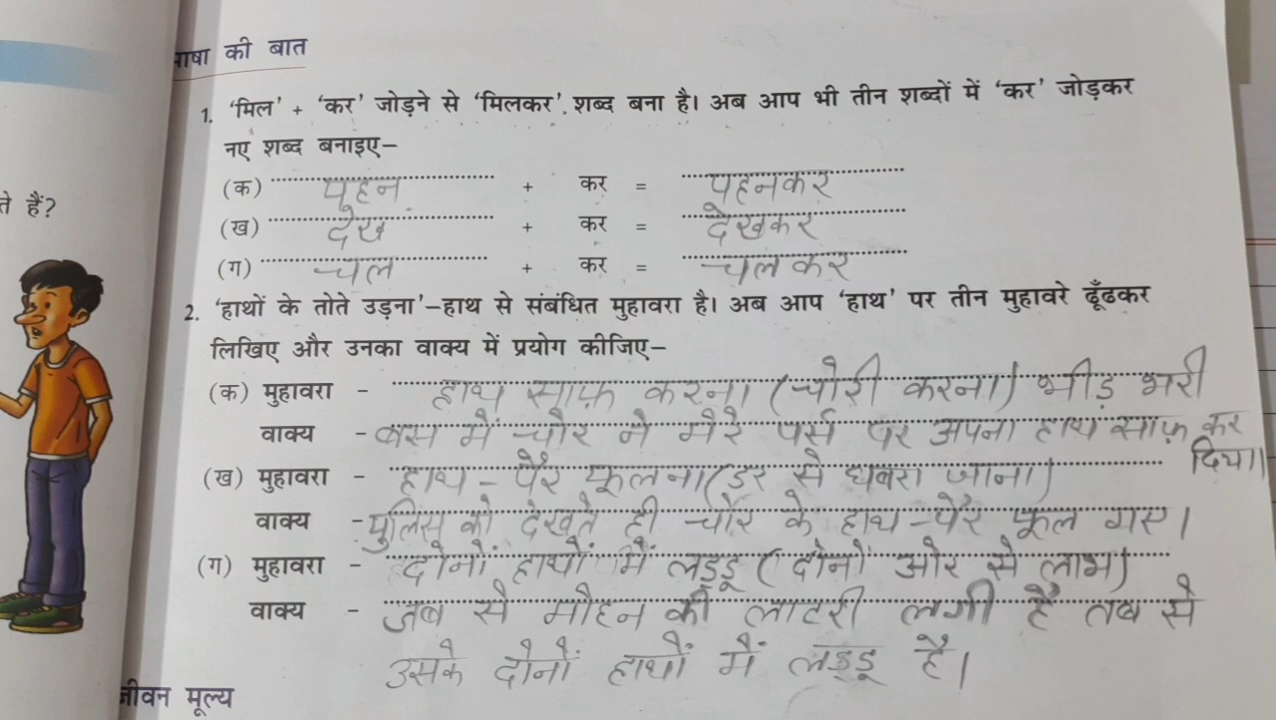 भाषा की बात
1. 'मिल' + 'कर' जोड़ने से 'मिलकर' शब्द बना है। अब आप भी तीन शब्दों में 'कर' जोड़कर
नए शब्द बनाइए–
(क) पहन + कर = पहनकर
ते हैं?
(ख) देख + कर = देखकर
(ग) चल + कर = चलकर
2. 'हाथों के तोते उड़ना'–हाथ से संबंधित मुहावरा है। अब आप 'हाथ' पर तीन मुहावरे ढूँढकर
लिखिए और उनका वाक्य में प्रयोग कीजिए–
(क) मुहावरा – हाथ साफ़ करना (चोरी करना) भीड़ भरी
वाक्य – बस में चोर ने मेरे पर्स पर अपना हाथ साफ़ कर
दिया।
(ख) मुहावरा – हाथ-पैर फूलना (डर से घबरा जाना)
वाक्य – पुलिस को देखते ही चोर के हाथ-पैर फूल गए।
(ग) मुहावरा – दोनों हाथों में लड्डू (दोनों ओर से लाभ)
वाक्य – जब से मोहन की लाटरी लगी है तब से
उसके दोनों हाथों में लड्डू है।
जीवन मूल्य